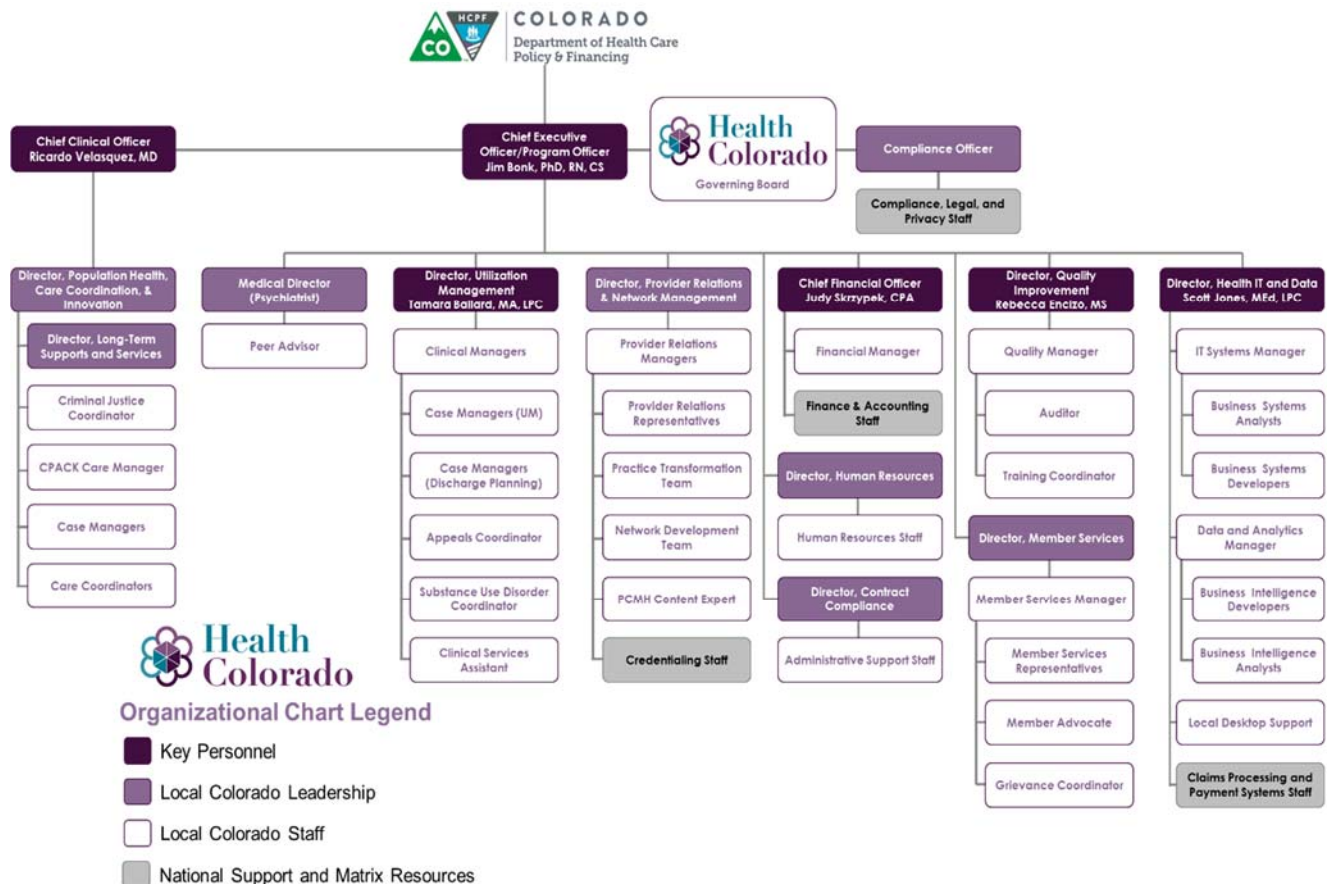 HCPF
CO
COLORADO
Department of Health Care
Policy & Financing
Chief Clinical Officer
Ricardo Velasquez, MD
Chief Executive
Officer/Program Officer
Jim Bonk, PhD, RN, CS
Health
Colorado
Governing Board
Compliance Officer
Compliance, Legal, and
Privacy Staff
Director, Population Health,
Care Coordination, &
Innovation
Director, Long-Term
Supports and Services
Criminal Justice
Coordinator
CPACK Care Manager
Case Managers
Care Coordinators
Medical Director
(Psychiatrist)
Peer Advisor
Director, Utilization
Management
Tamara Ballard, MA, LPC
Clinical Managers
Case Managers (UM)
Case Managers
(Discharge Planning)
Appeals Coordinator
Substance Use Disorder
Coordinator
Clinical Services
Assistant
Director, Provider Relations
& Network Management
Provider Relations
Managers
Provider Relations
Representatives
Practice Transformation
Team
Network Development
Team
PCMH Content Expert
Credentialing Staff
Chief Financial Officer
Judy Skrzypek, CPA
Financial Manager
Finance & Accounting
Staff
Director, Human Resources
Human Resources Staff
Director, Contract
Compliance
Administrative Support Staff
Director, Quality
Improvement
Rebecca Encizo, MS
Quality Manager
Auditor
Training Coordinator
Director, Member Services
Member Services Manager
Member Services
Representatives
Member Advocate
Grievance Coordinator
Director, Health IT and Data
Scott Jones, MEd, LPC
IT Systems Manager
Business Systems
Analysts
Business Systems
Developers
Data and Analytics
Manager
Business Intelligence
Developers
Business Intelligence
Analysts
Local Desktop Support
Claims Processing and
Payment Systems Staff
Health
Colorado
Organizational Chart Legend
Key Personnel
Local Colorado Leadership
Local Colorado Staff
National Support and Matrix Resources